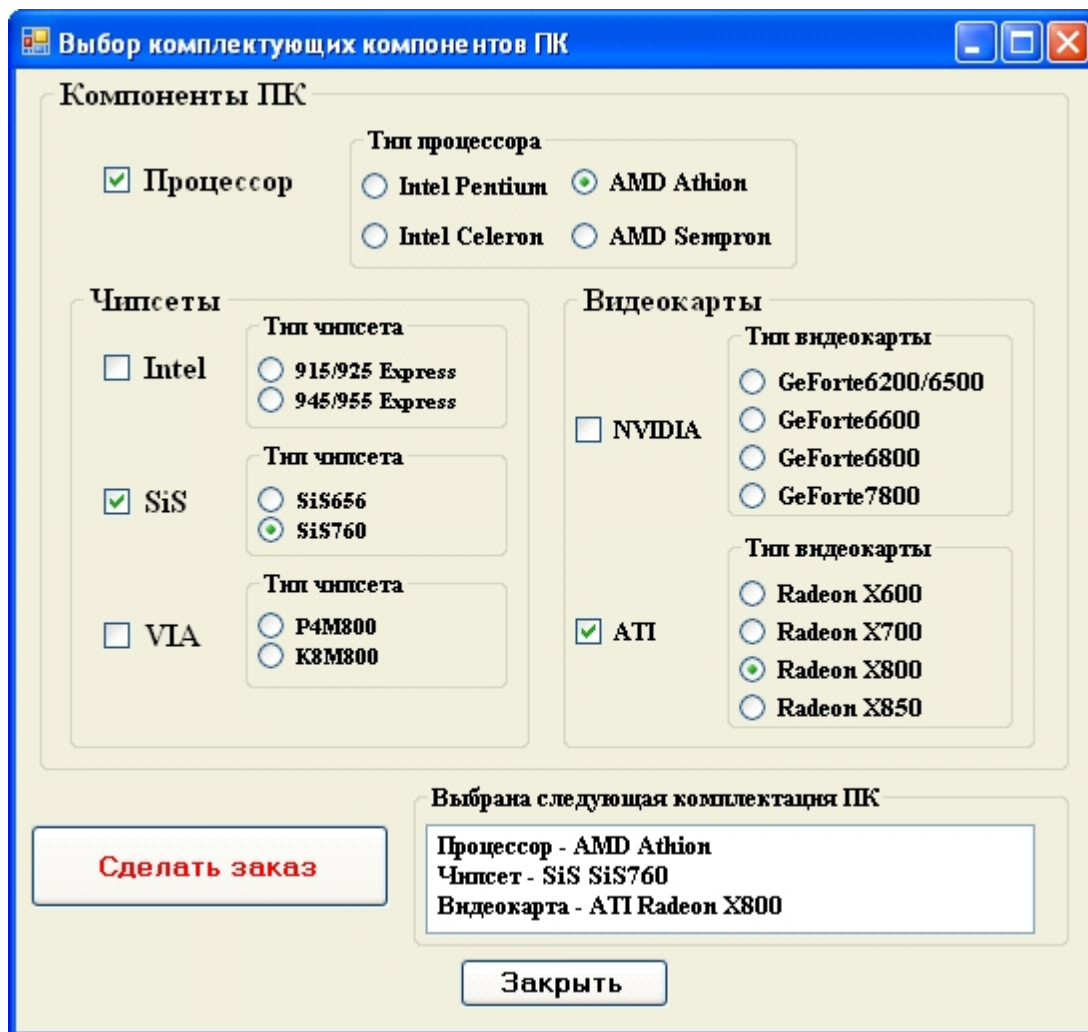 Выбор комплектующих компонентов ПК
Компоненты ПК
Процессор
Тип процессора
Intel Pentium
AMD Athion
Intel Celeron
AMD Sempron
Чипсеты
Intel
Тип чипсета
915/925 Express
945/955 Express
SiS
Тип чипсета
SiS656
SiS760
VIA
Тип чипсета
P4M800
K8M800
Видеокарты
NVIDIA
Тип видеокарты
GeForte6200/6500
GeForte6600
GeForte6800
GeForte7800
ATI
Тип видеокарты
Radeon X600
Radeon X700
Radeon X800
Radeon X850
Сделать заказ
Выбрана следующая комплектация ПК
Процессор - AMD Athion
Чипсет - SiS SiS760
Видеокарта - ATI Radeon X800
Закрыть